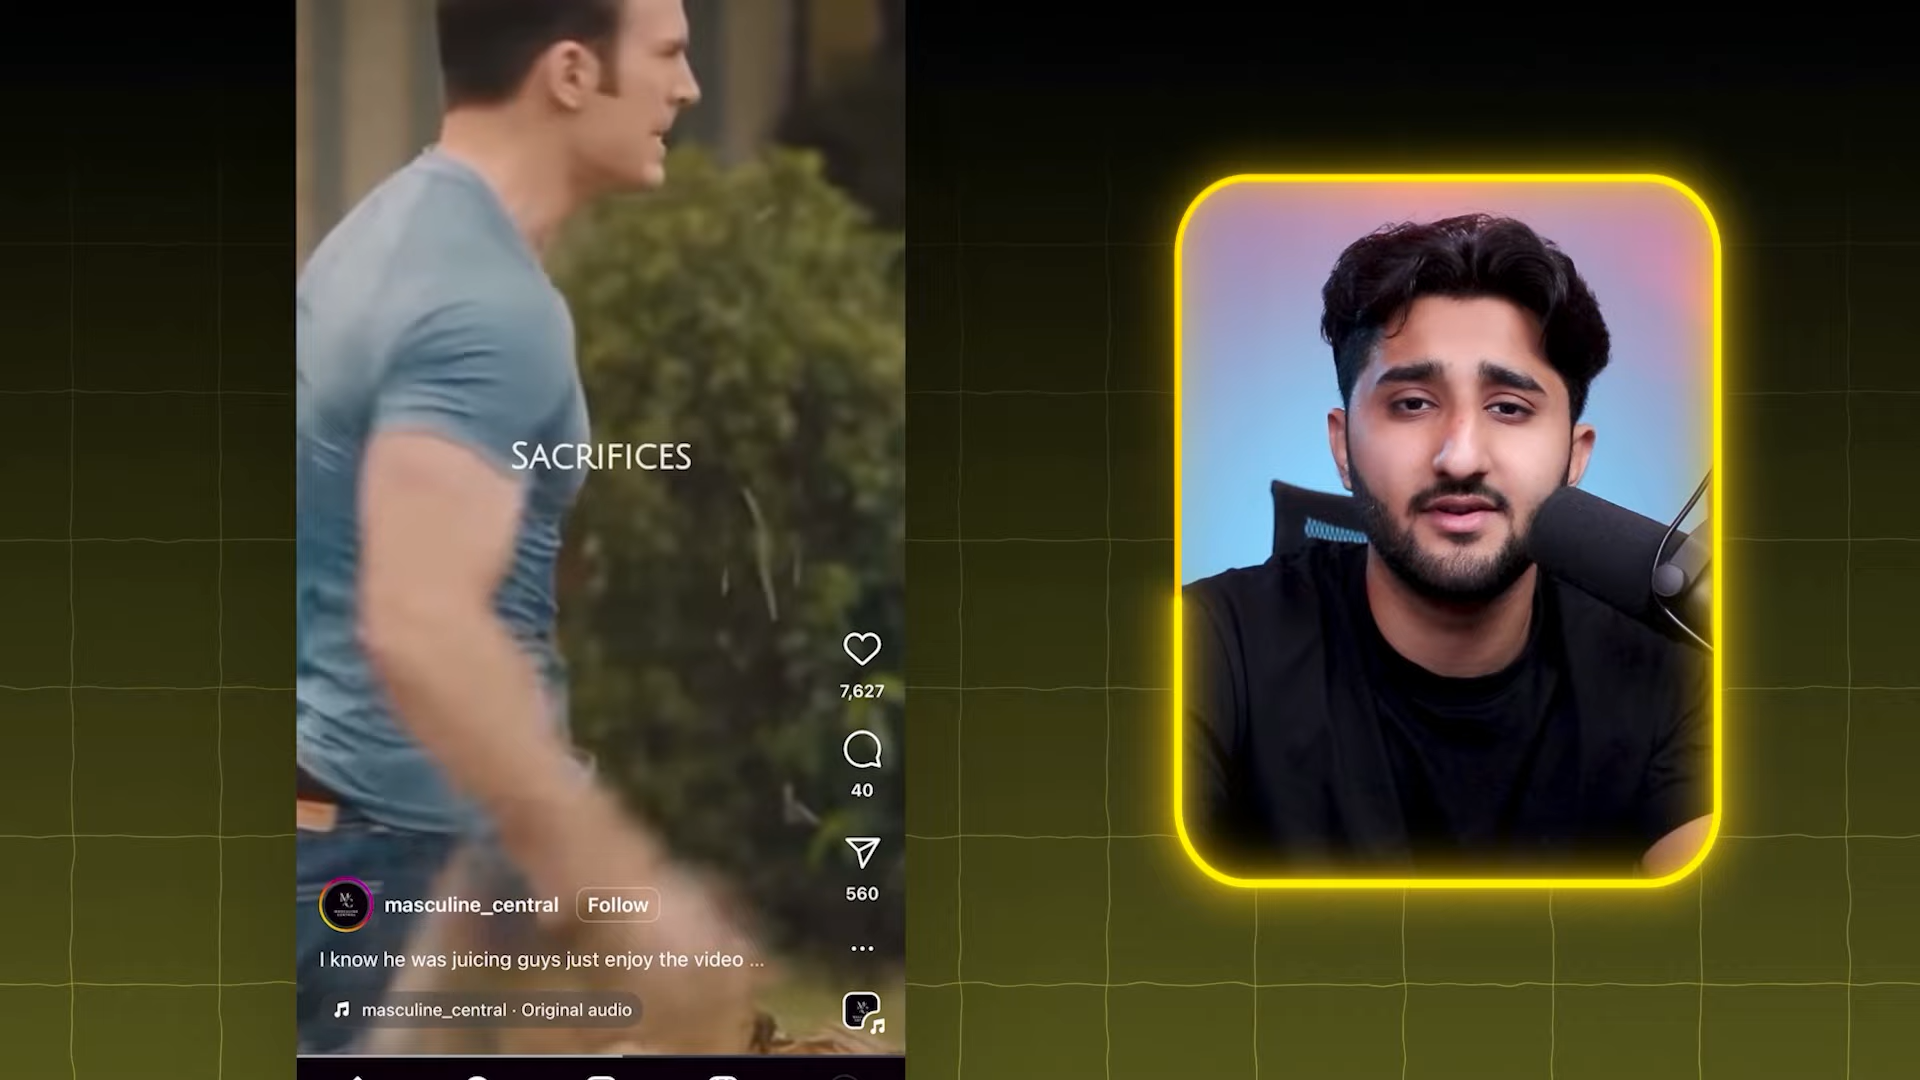 SACRIFICES
7,627
40
560
masculine_central Follow
I know he was juicing guys just enjoy the video ...
masculine_central · Original audio